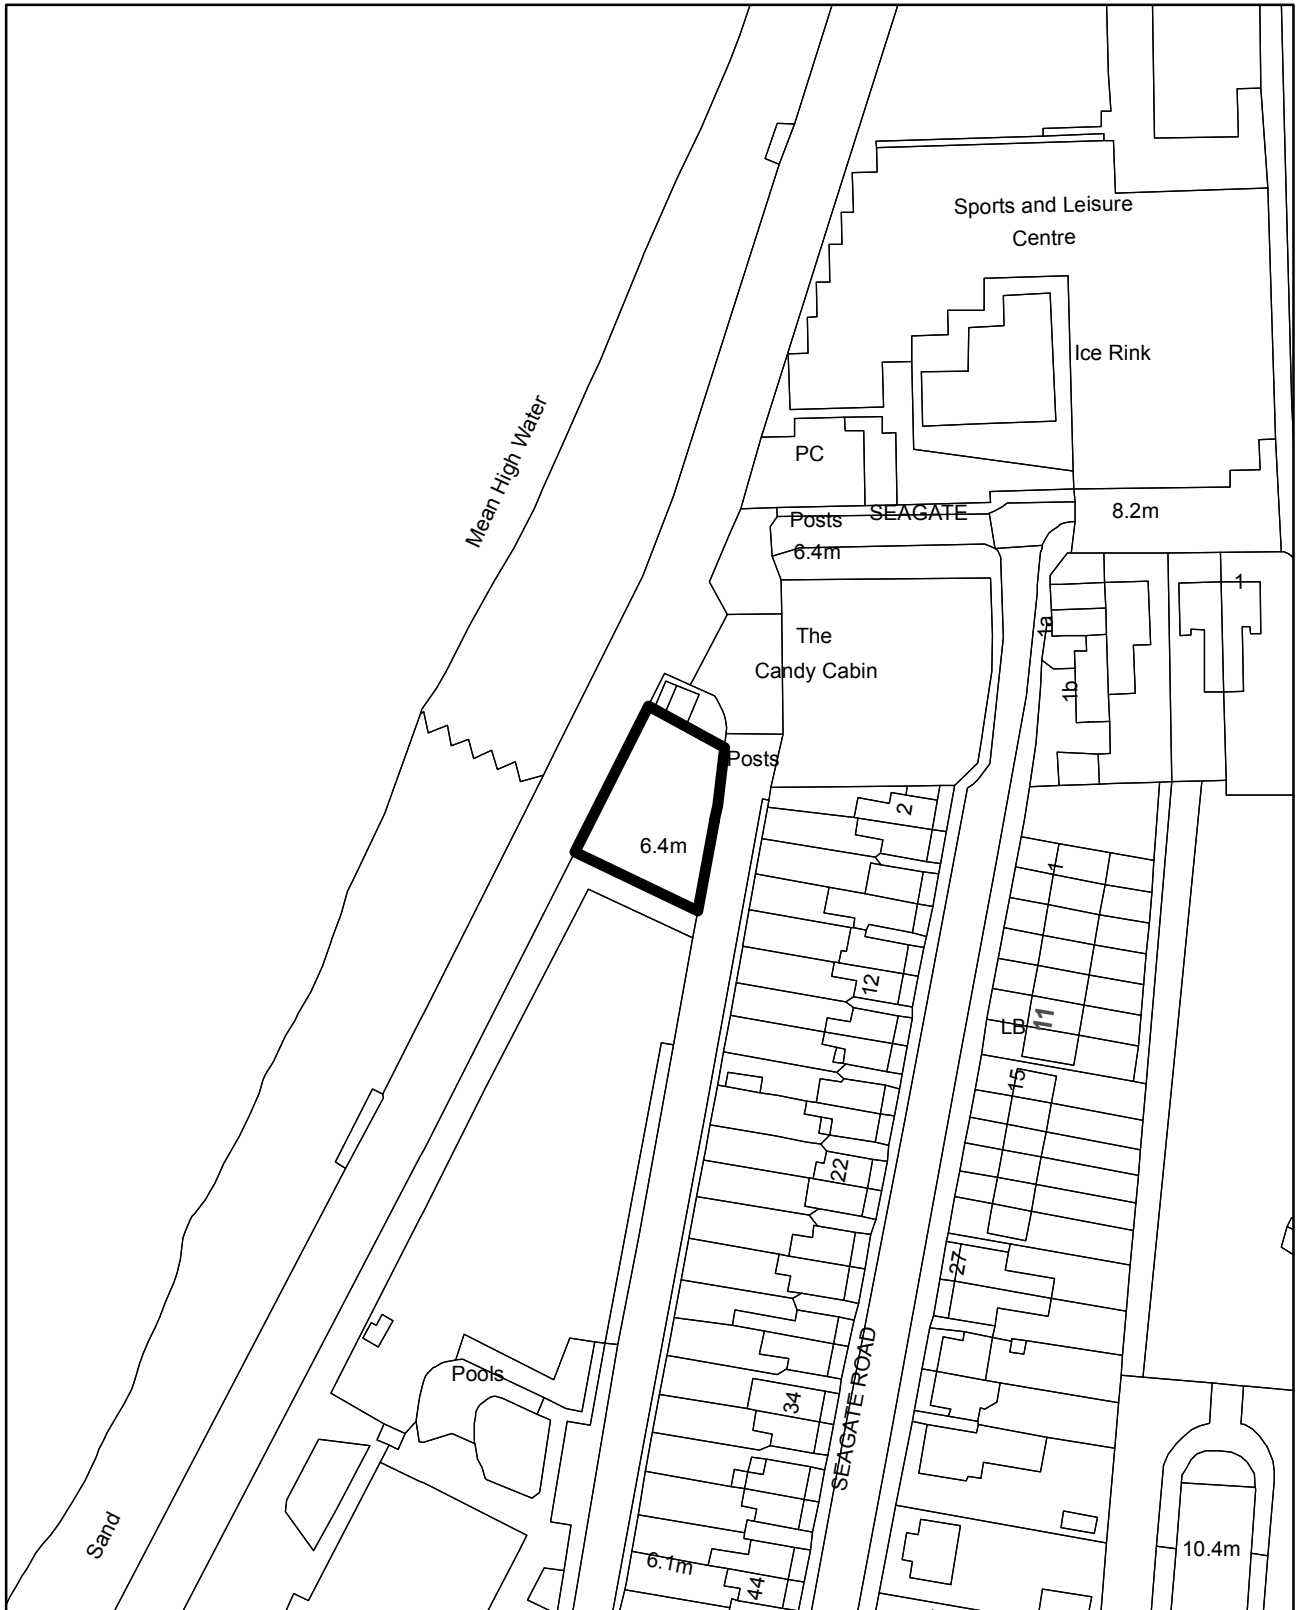 Sports and Leisure
Centre
Ice Rink
Mean High Water
PC
Posts
SEAGATE
8.2m
6.4m
1
The
Candy Cabin
1a
1b
Posts
2
6.4m
1
12
LB
11
15
22
27
Pools
34
SEAGATE ROAD
Sand
6.1m
44
10.4m